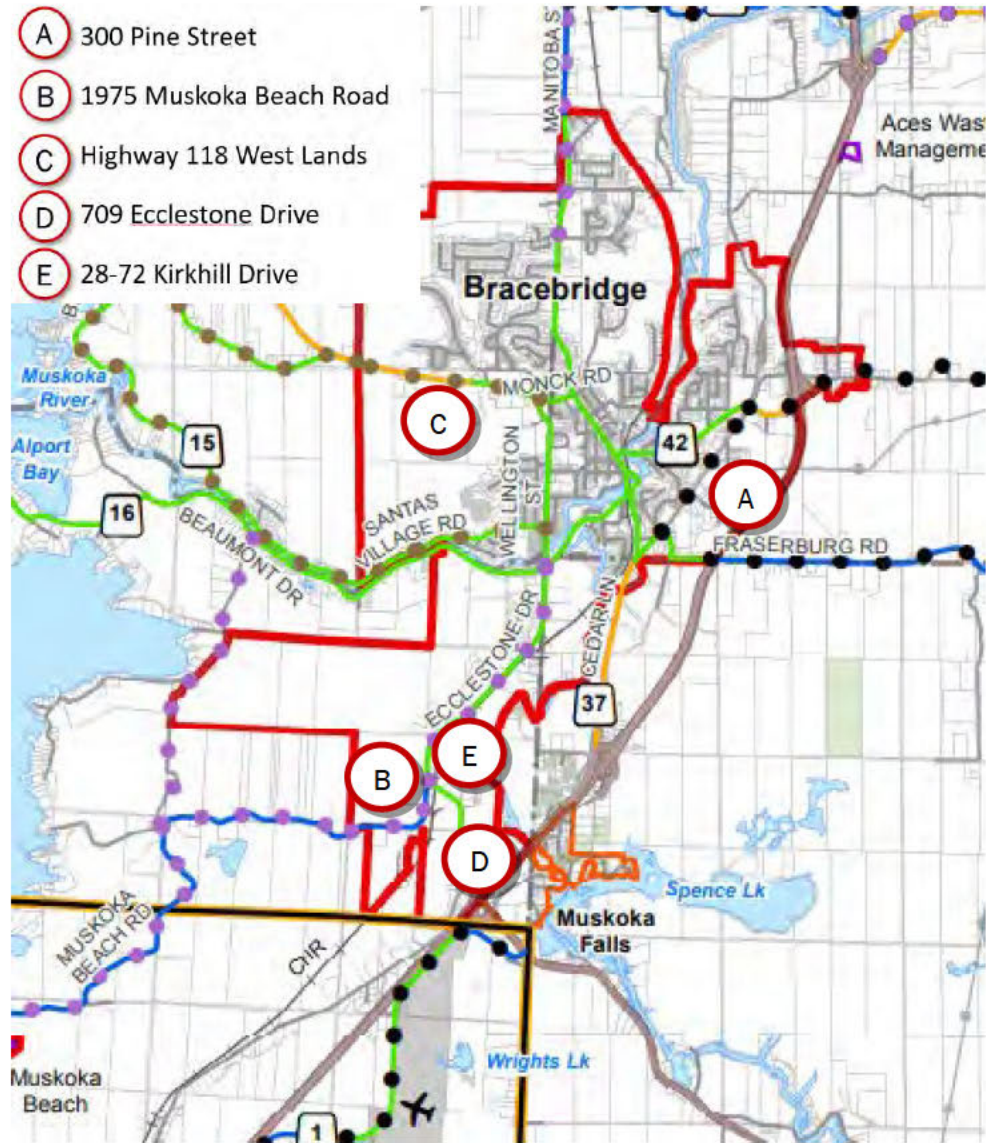 A 300 Pine Street
B 1975 Muskoka Beach Road
C Highway 118 West Lands
D 709 Ecclestone Drive
E 28-72 Kirkhill Drive
MANITOBA S
Aces Wast
Manageme
Bracebridge
B
Muskoka
River
MONCK RD
C
Alport
Bay
15
42
A
16
WELLINGTON
ST
SANTAS
VILLAGE RD
BEAUMONT DR
FRASERBURG RD
ECCLESTONE DR
CEDAR LN
37
E
B
D
Spence Lk
Muskoka
Falls
MUSKOKA
BEACH RD
CNR
Wrights Lk
Muskoka
Beach
1